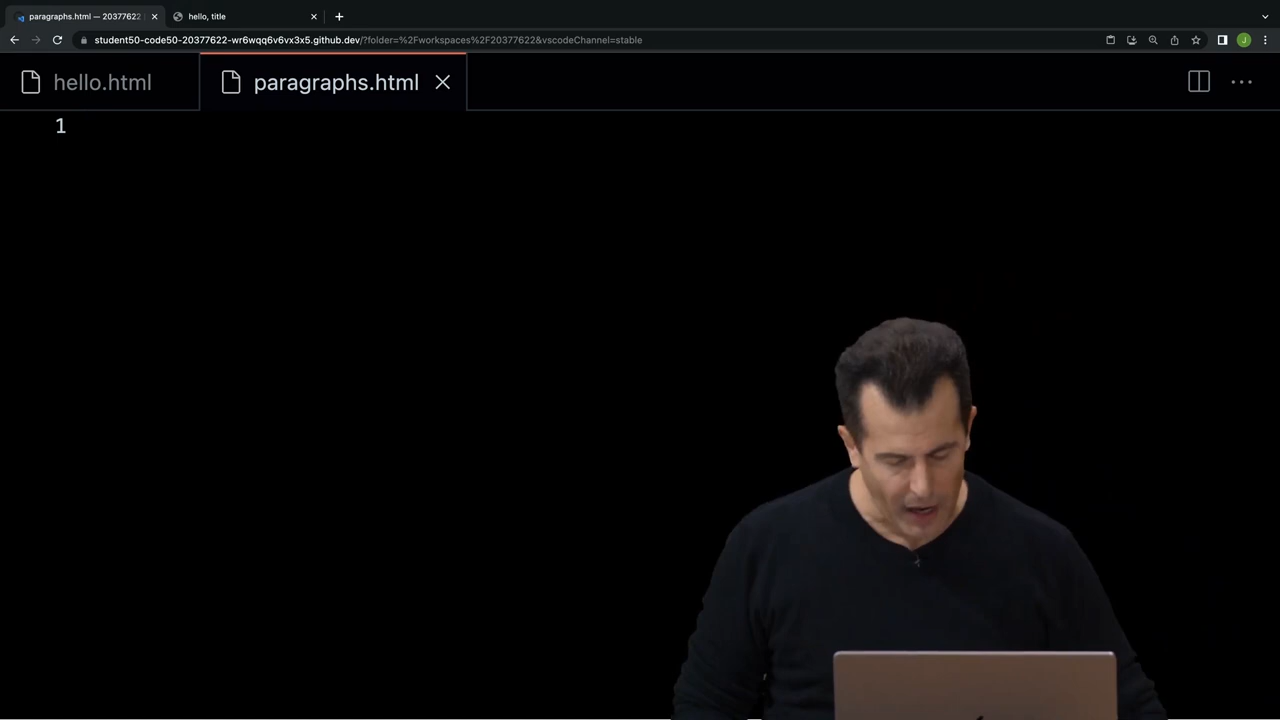 paragraphs.html — 20377622
hello, title
student50-code50-20377622-wr6wqq6v6vx3x5.github.dev/?folder=%2Fworkspaces%2F20377622&vscodeChannel=stable
J
hello.html
paragraphs.html
1